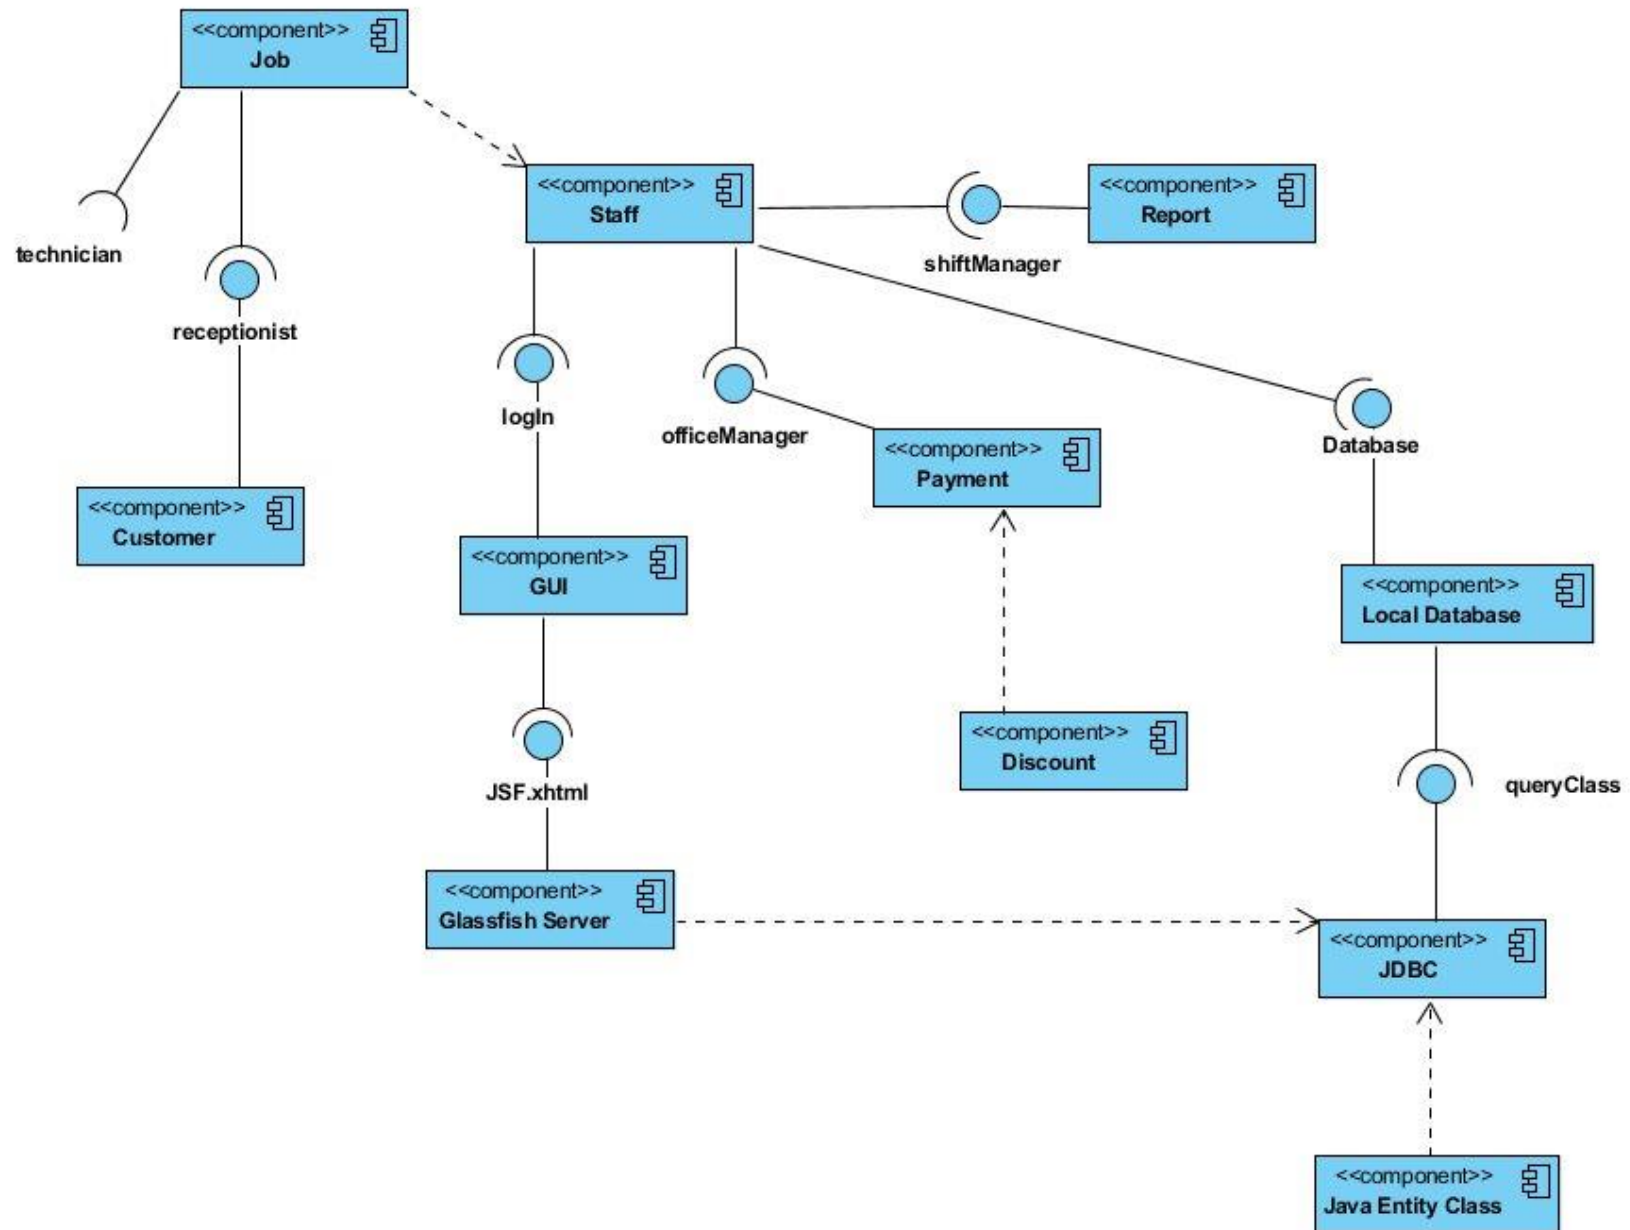 <<component>>
Job
<<component>>
Staff
<<component>>
Report
technician
shiftManager
receptionist
logIn
officeManager
Database
<<component>>
Payment
<<component>>
Customer
<<component>>
GUI
<<component>>
Local Database
<<component>>
Discount
JSF.xhtml
queryClass
<<component>>
Glassfish Server
<<component>>
JDBC
<<component>>
Java Entity Class